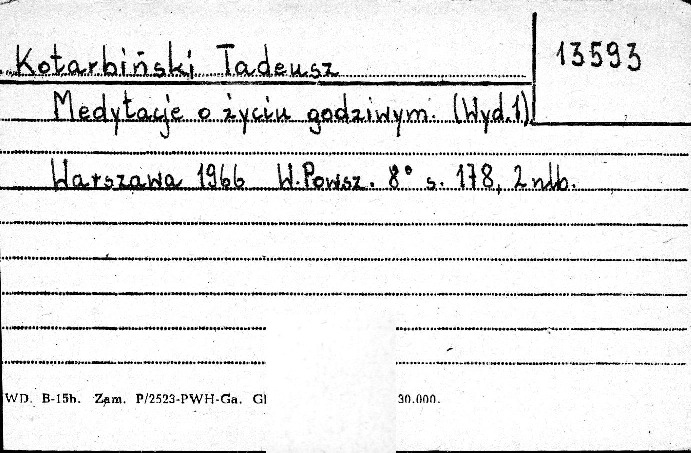 Kotarbiński Tadeusz
13593
Medytacje o życiu godziwym. (Wyd.1)
Warszawa 1966 W.Powsz. 8° s. 178, 2 nlb.
WD. B-15b. Zam. P/2523-PWH-Ga. Gl 30.000.